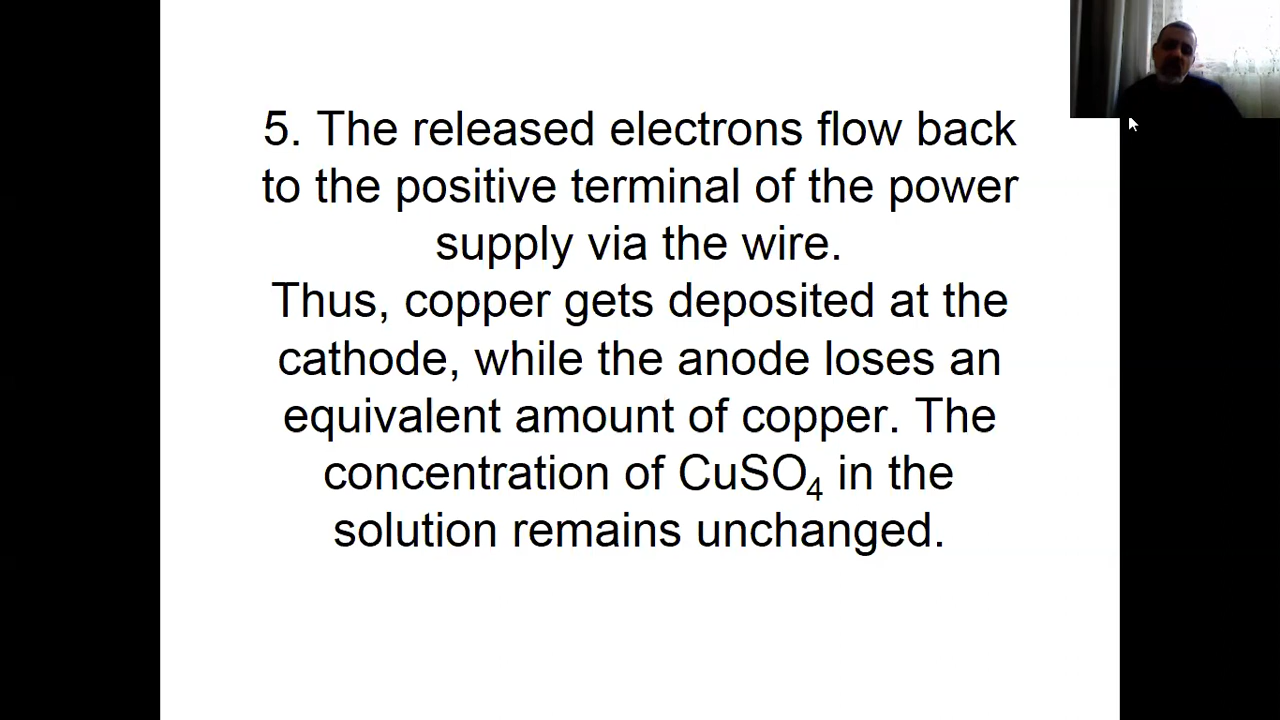 5. The released electrons flow back
to the positive terminal of the power
supply via the wire.
Thus, copper gets deposited at the
cathode, while the anode loses an
equivalent amount of copper. The
concentration of CuSO₄ in the
solution remains unchanged.